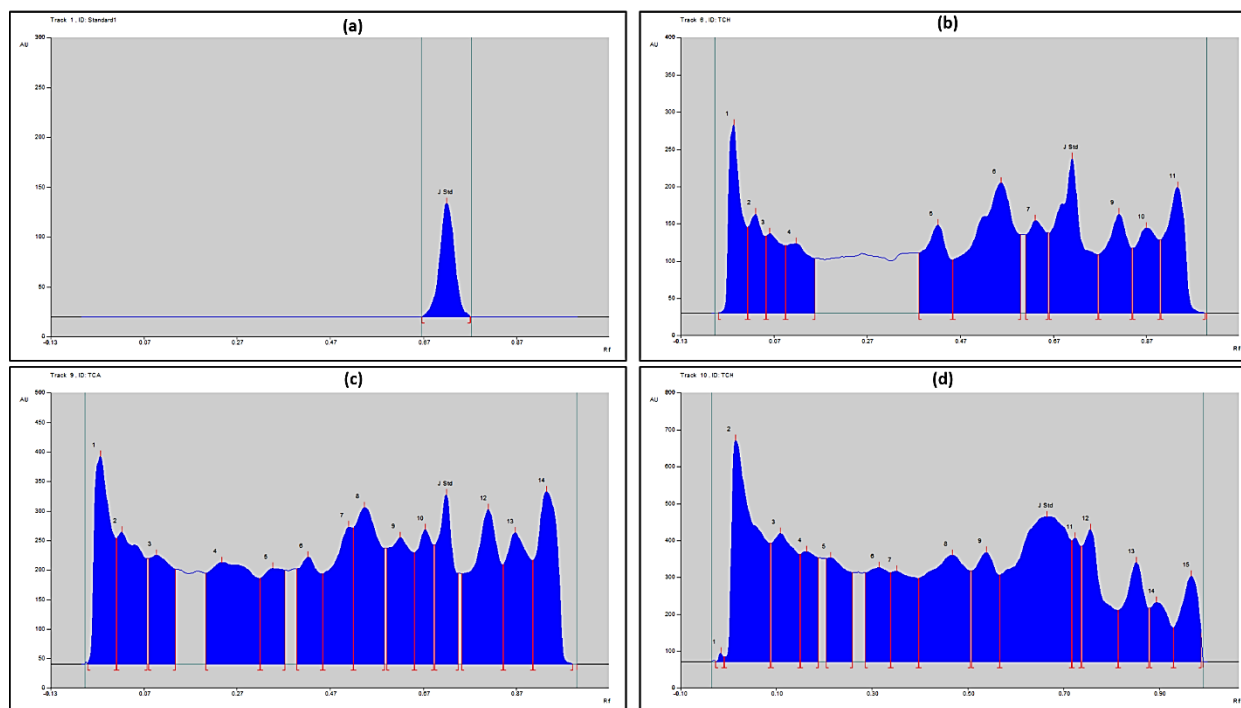 Track 1 , ID: Standard1
(a)
AU
300
250
200
150
100
50
0
J Std
-0.13 0.07 0.27 0.47 0.67 0.87
Rf
Track 8 , ID: TCH
(b)
AU
400
350
300
250
200
150
100
50
0
1 2 3 4 5 6 7 J Std 9 10 11
-0.13 0.07 0.27 0.47 0.67 0.87
Rf
Track 9 , ID: TCA
(c)
AU
500
450
400
350
300
250
200
150
100
50
0
1 2 3 4 5 6 7 8 9 10 J Std 12 13 14
-0.13 0.07 0.27 0.47 0.67 0.87
Rf
Track 10 , ID: TCH
(d)
AU
800
700
600
500
400
300
200
100
0
1 2 3 4 5 6 7 8 9 J Std 11 12 13 14 15
-0.10 0.10 0.30 0.50 0.70 0.90
Rf